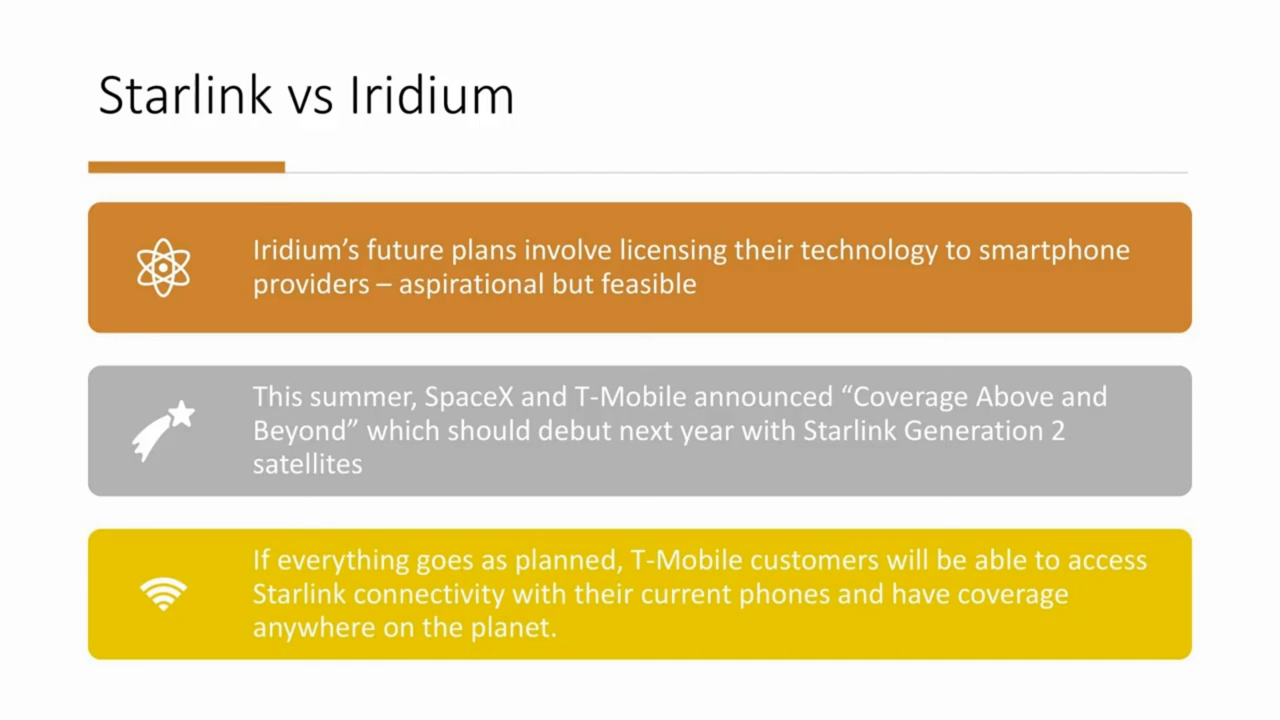 Starlink vs Iridium
Iridium’s future plans involve licensing their technology to smartphone
providers – aspirational but feasible
This summer, SpaceX and T-Mobile announced “Coverage Above and
Beyond” which should debut next year with Starlink Generation 2
satellites
If everything goes as planned, T-Mobile customers will be able to access
Starlink connectivity with their current phones and have coverage
anywhere on the planet.